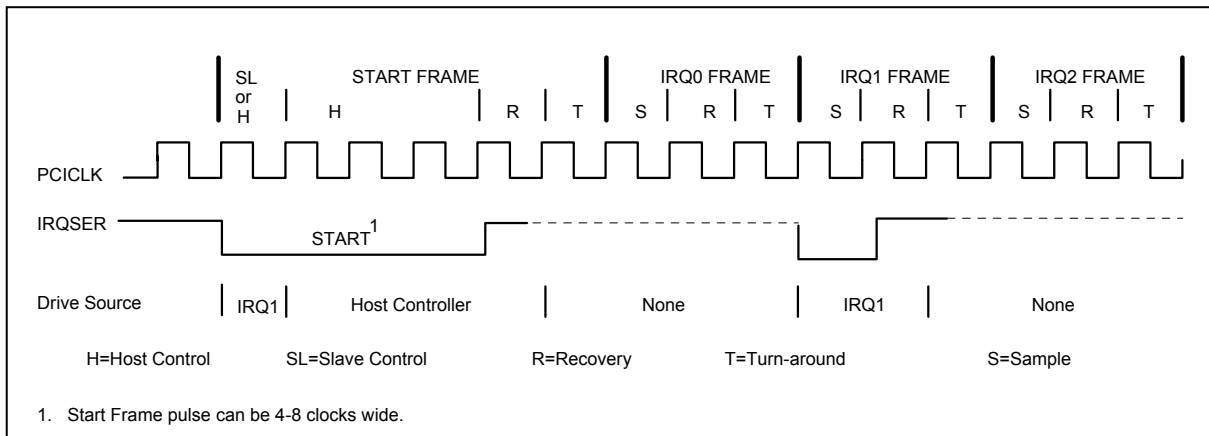 SL
or
H
START FRAME
IRQ0 FRAME
IRQ1 FRAME
IRQ2 FRAME
H
R
T
S
R
T
S
R
T
S
R
T
PCICLK
IRQSER
START1
Drive Source
IRQ1
Host Controller
None
IRQ1
None
H=Host Control
SL=Slave Control
R=Recovery
T=Turn-around
S=Sample
1. Start Frame pulse can be 4-8 clocks wide.